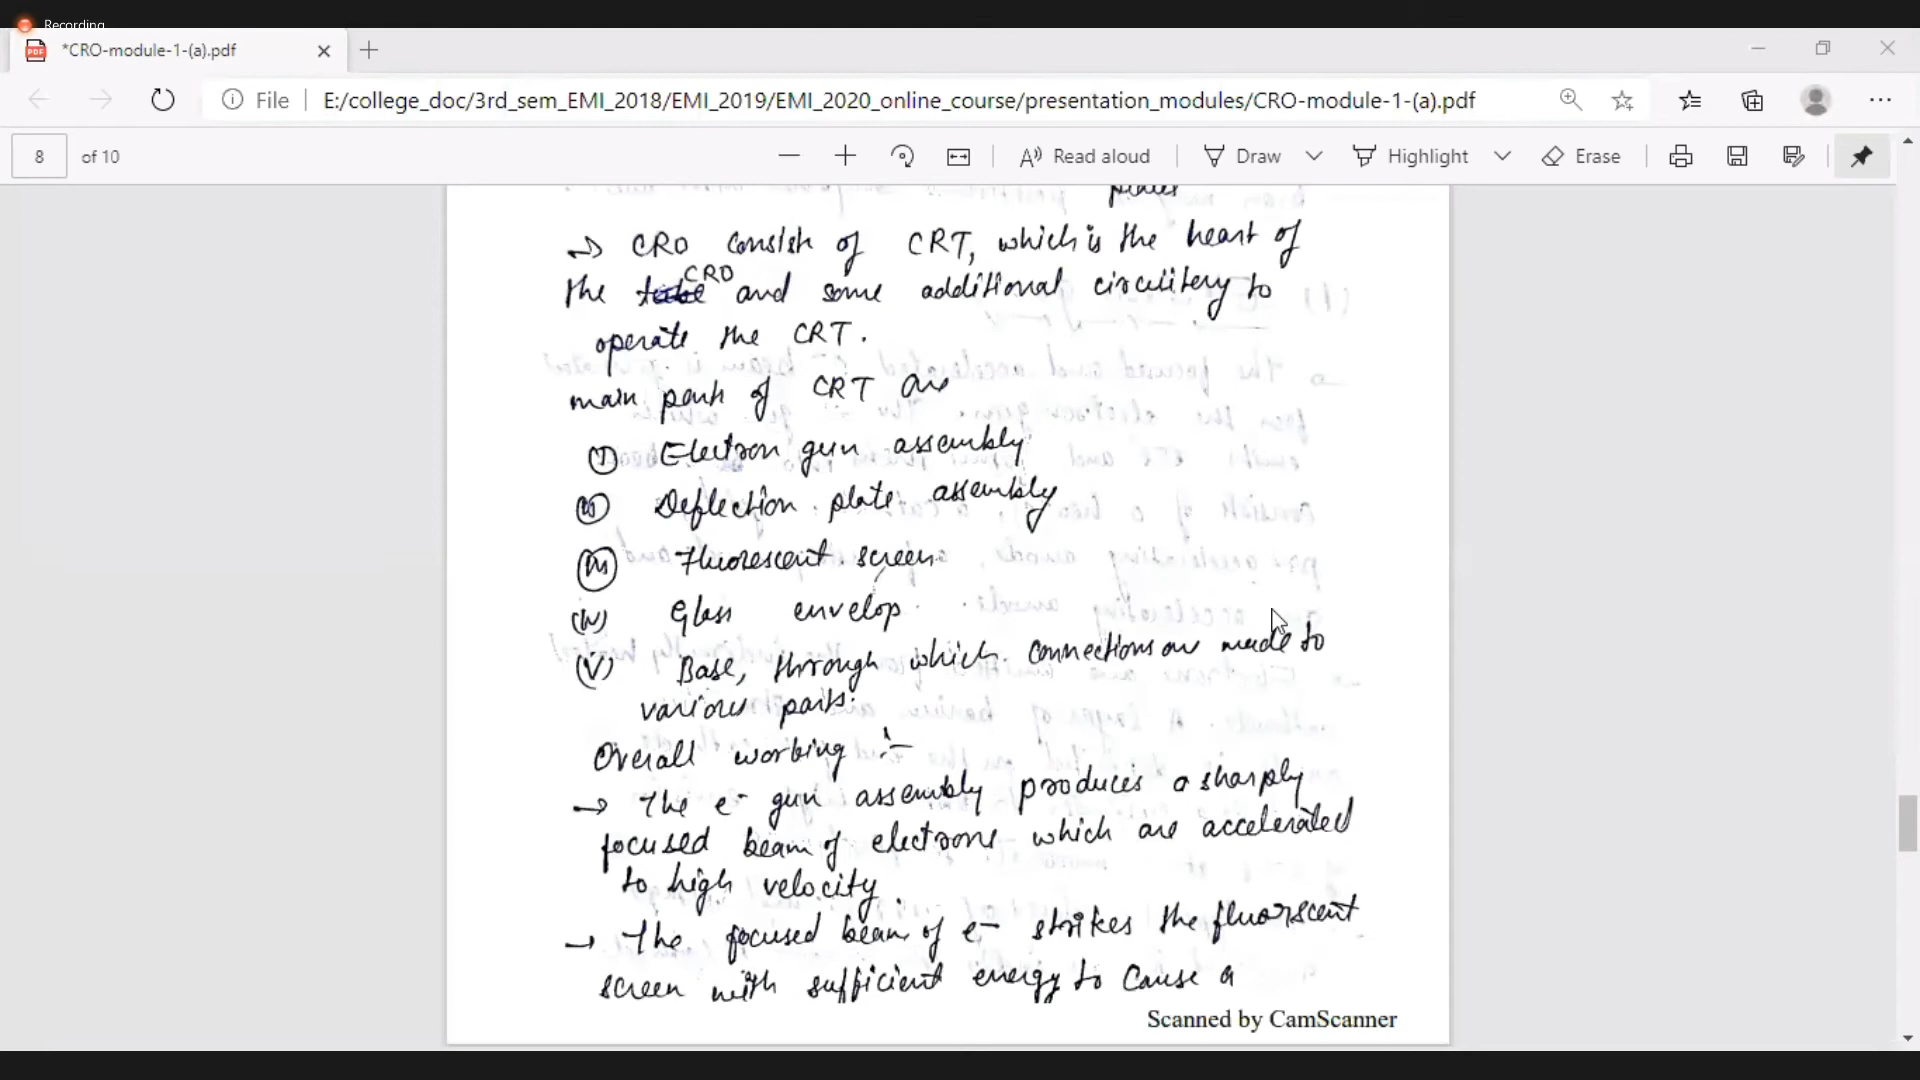 Recording
*CRO-module-1-(a).pdf
File E:/college_doc/3rd_sem_EMI_2018/EMI_2019/EMI_2020_online_course/presentation_modules/CRO-module-1-(a).pdf
8 of 10 Read aloud Draw Highlight Erase
plates
→ CRO consist of CRT, which is the heart of
the CRO and some additional circuitery to
operate the CRT.
main parts of CRT are
(I) Electron gun assembly
(II) Deflection plate assembly
(III) Fluorescent screen
(IV) Glass envelop.
(V) Base, through which connections are made to
various parts.
Overall working :-
→ The e- gun assembly produces a sharply
focused beam of electrons which are accelerated
to high velocity.
→ The focused beam of e- strikes the fluorscent
screen with sufficient energy to cause a
Scanned by CamScanner